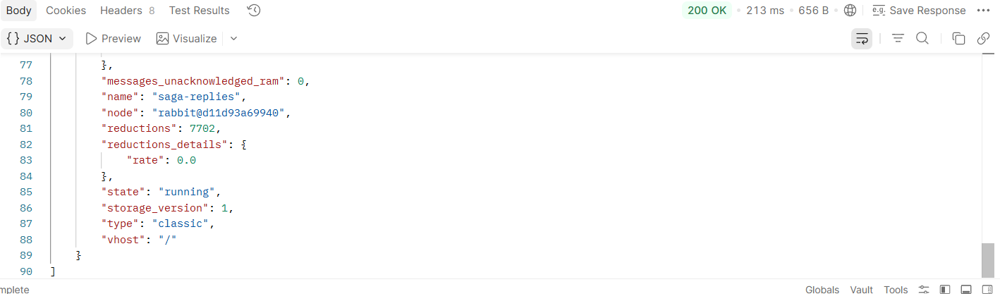 Body Cookies Headers 8 Test Results 200 OK • 213 ms • 656 B • e.g. Save Response •••
{} JSON Preview Visualize
77 },
78 "messages_unacknowledged_ram": 0,
79 "name": "saga-replies",
80 "node": "rabbit@d11d93a69940",
81 "reductions": 7702,
82 "reductions_details": {
83 "rate": 0.0
84 },
85 "state": "running",
86 "storage_version": 1,
87 "type": "classic",
88 "vhost": "/"
89 }
90 ]
mplete Globals Vault Tools